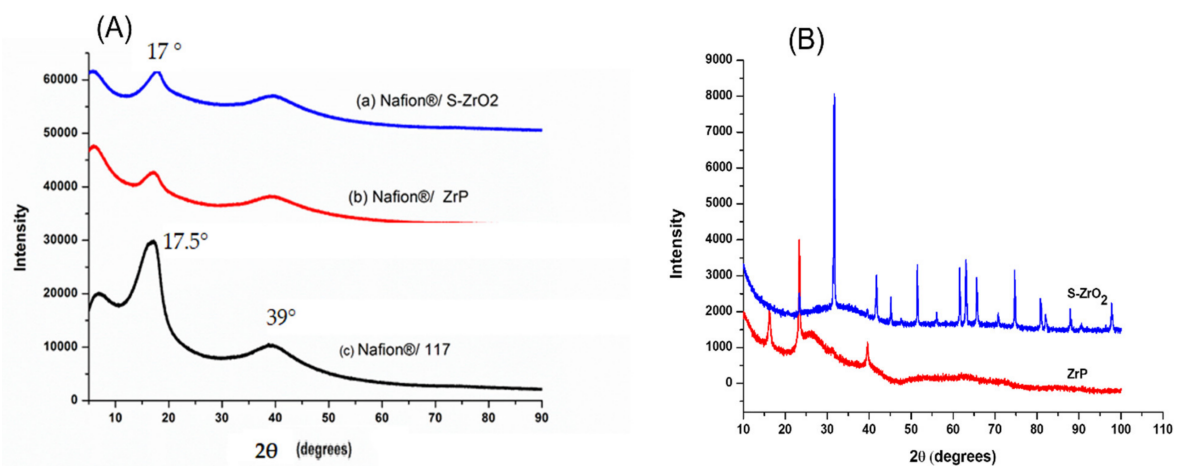 (A)
17 °
60000
50000
40000
30000
20000
10000
0
Intensity
(a) Nafion®/ S-ZrO2
(b) Nafion®/ ZrP
17.5°
39°
(c) Nafion®/ 117
10 20 30 40 50 60 70 80 90
2θ (degrees)
(B)
9000
8000
7000
6000
5000
4000
3000
2000
1000
0
Intensity
S-ZrO2
ZrP
10 20 30 40 50 60 70 80 90 100 110
2θ (degrees)